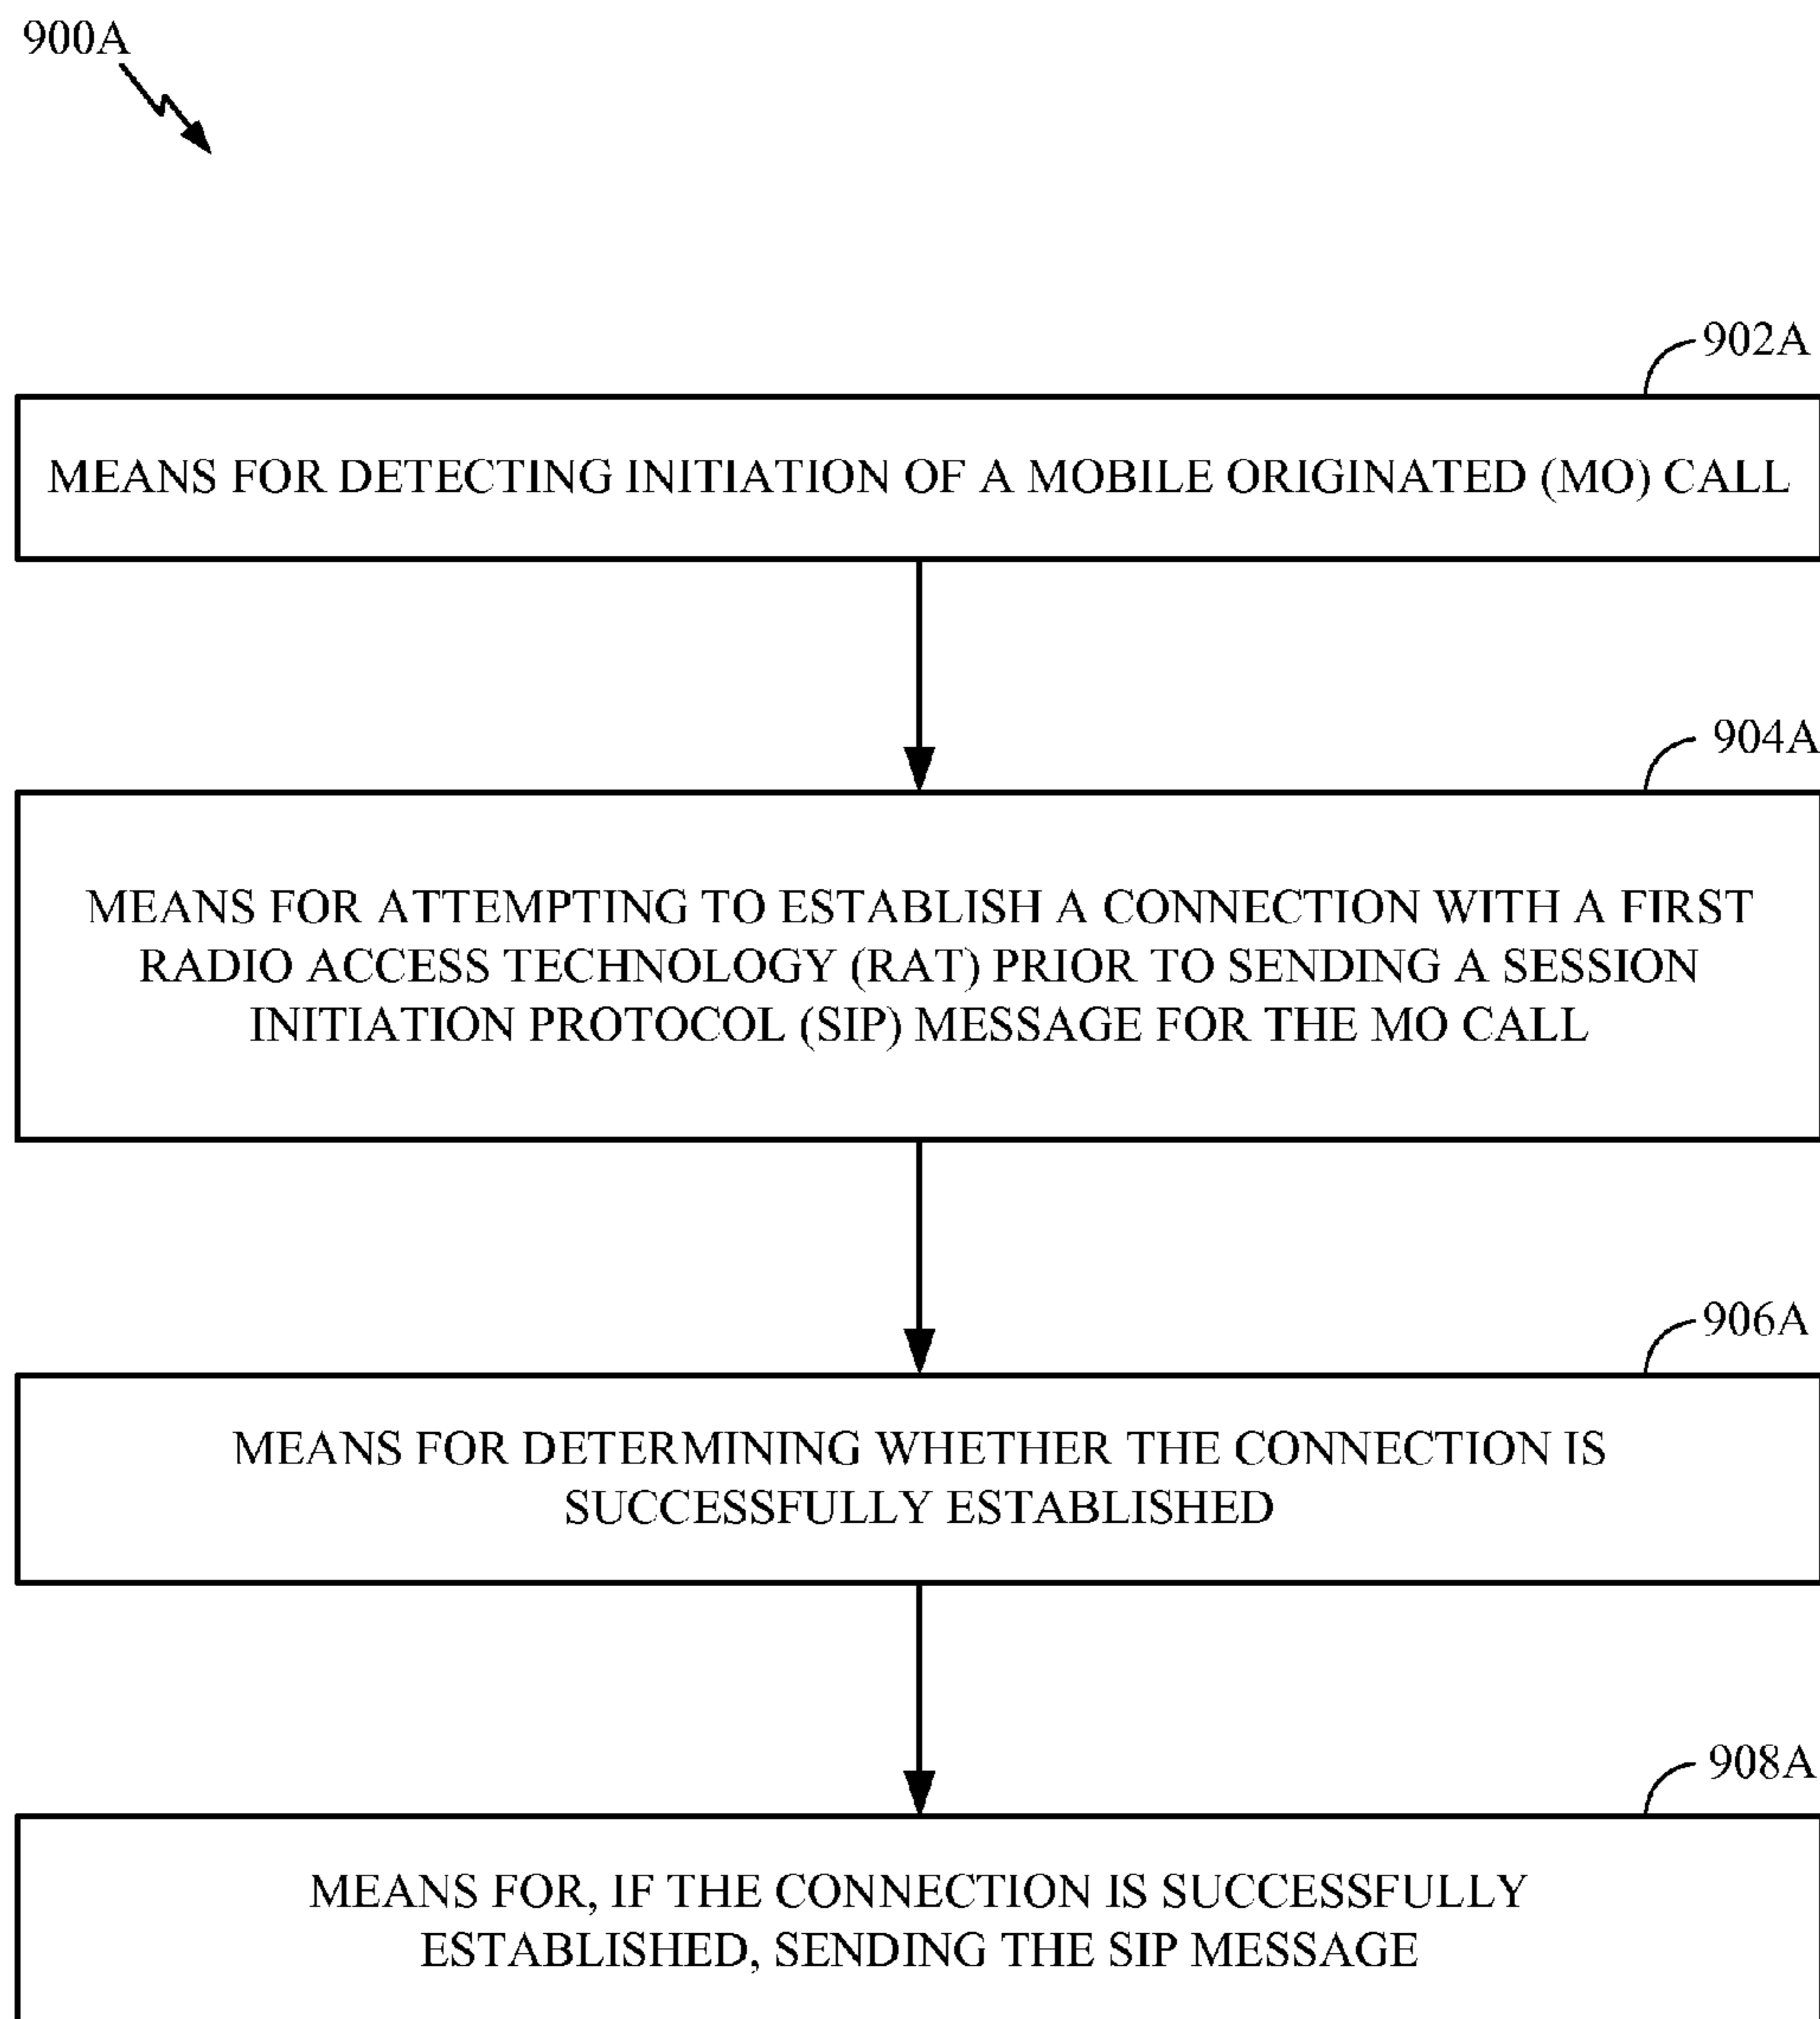 900A
902A
MEANS FOR DETECTING INITIATION OF A MOBILE ORIGINATED (MO) CALL
904A
MEANS FOR ATTEMPTING TO ESTABLISH A CONNECTION WITH A FIRST
RADIO ACCESS TECHNOLOGY (RAT) PRIOR TO SENDING A SESSION
INITIATION PROTOCOL (SIP) MESSAGE FOR THE MO CALL
906A
MEANS FOR DETERMINING WHETHER THE CONNECTION IS
SUCCESSFULLY ESTABLISHED
908A
MEANS FOR, IF THE CONNECTION IS SUCCESSFULLY
ESTABLISHED, SENDING THE SIP MESSAGE